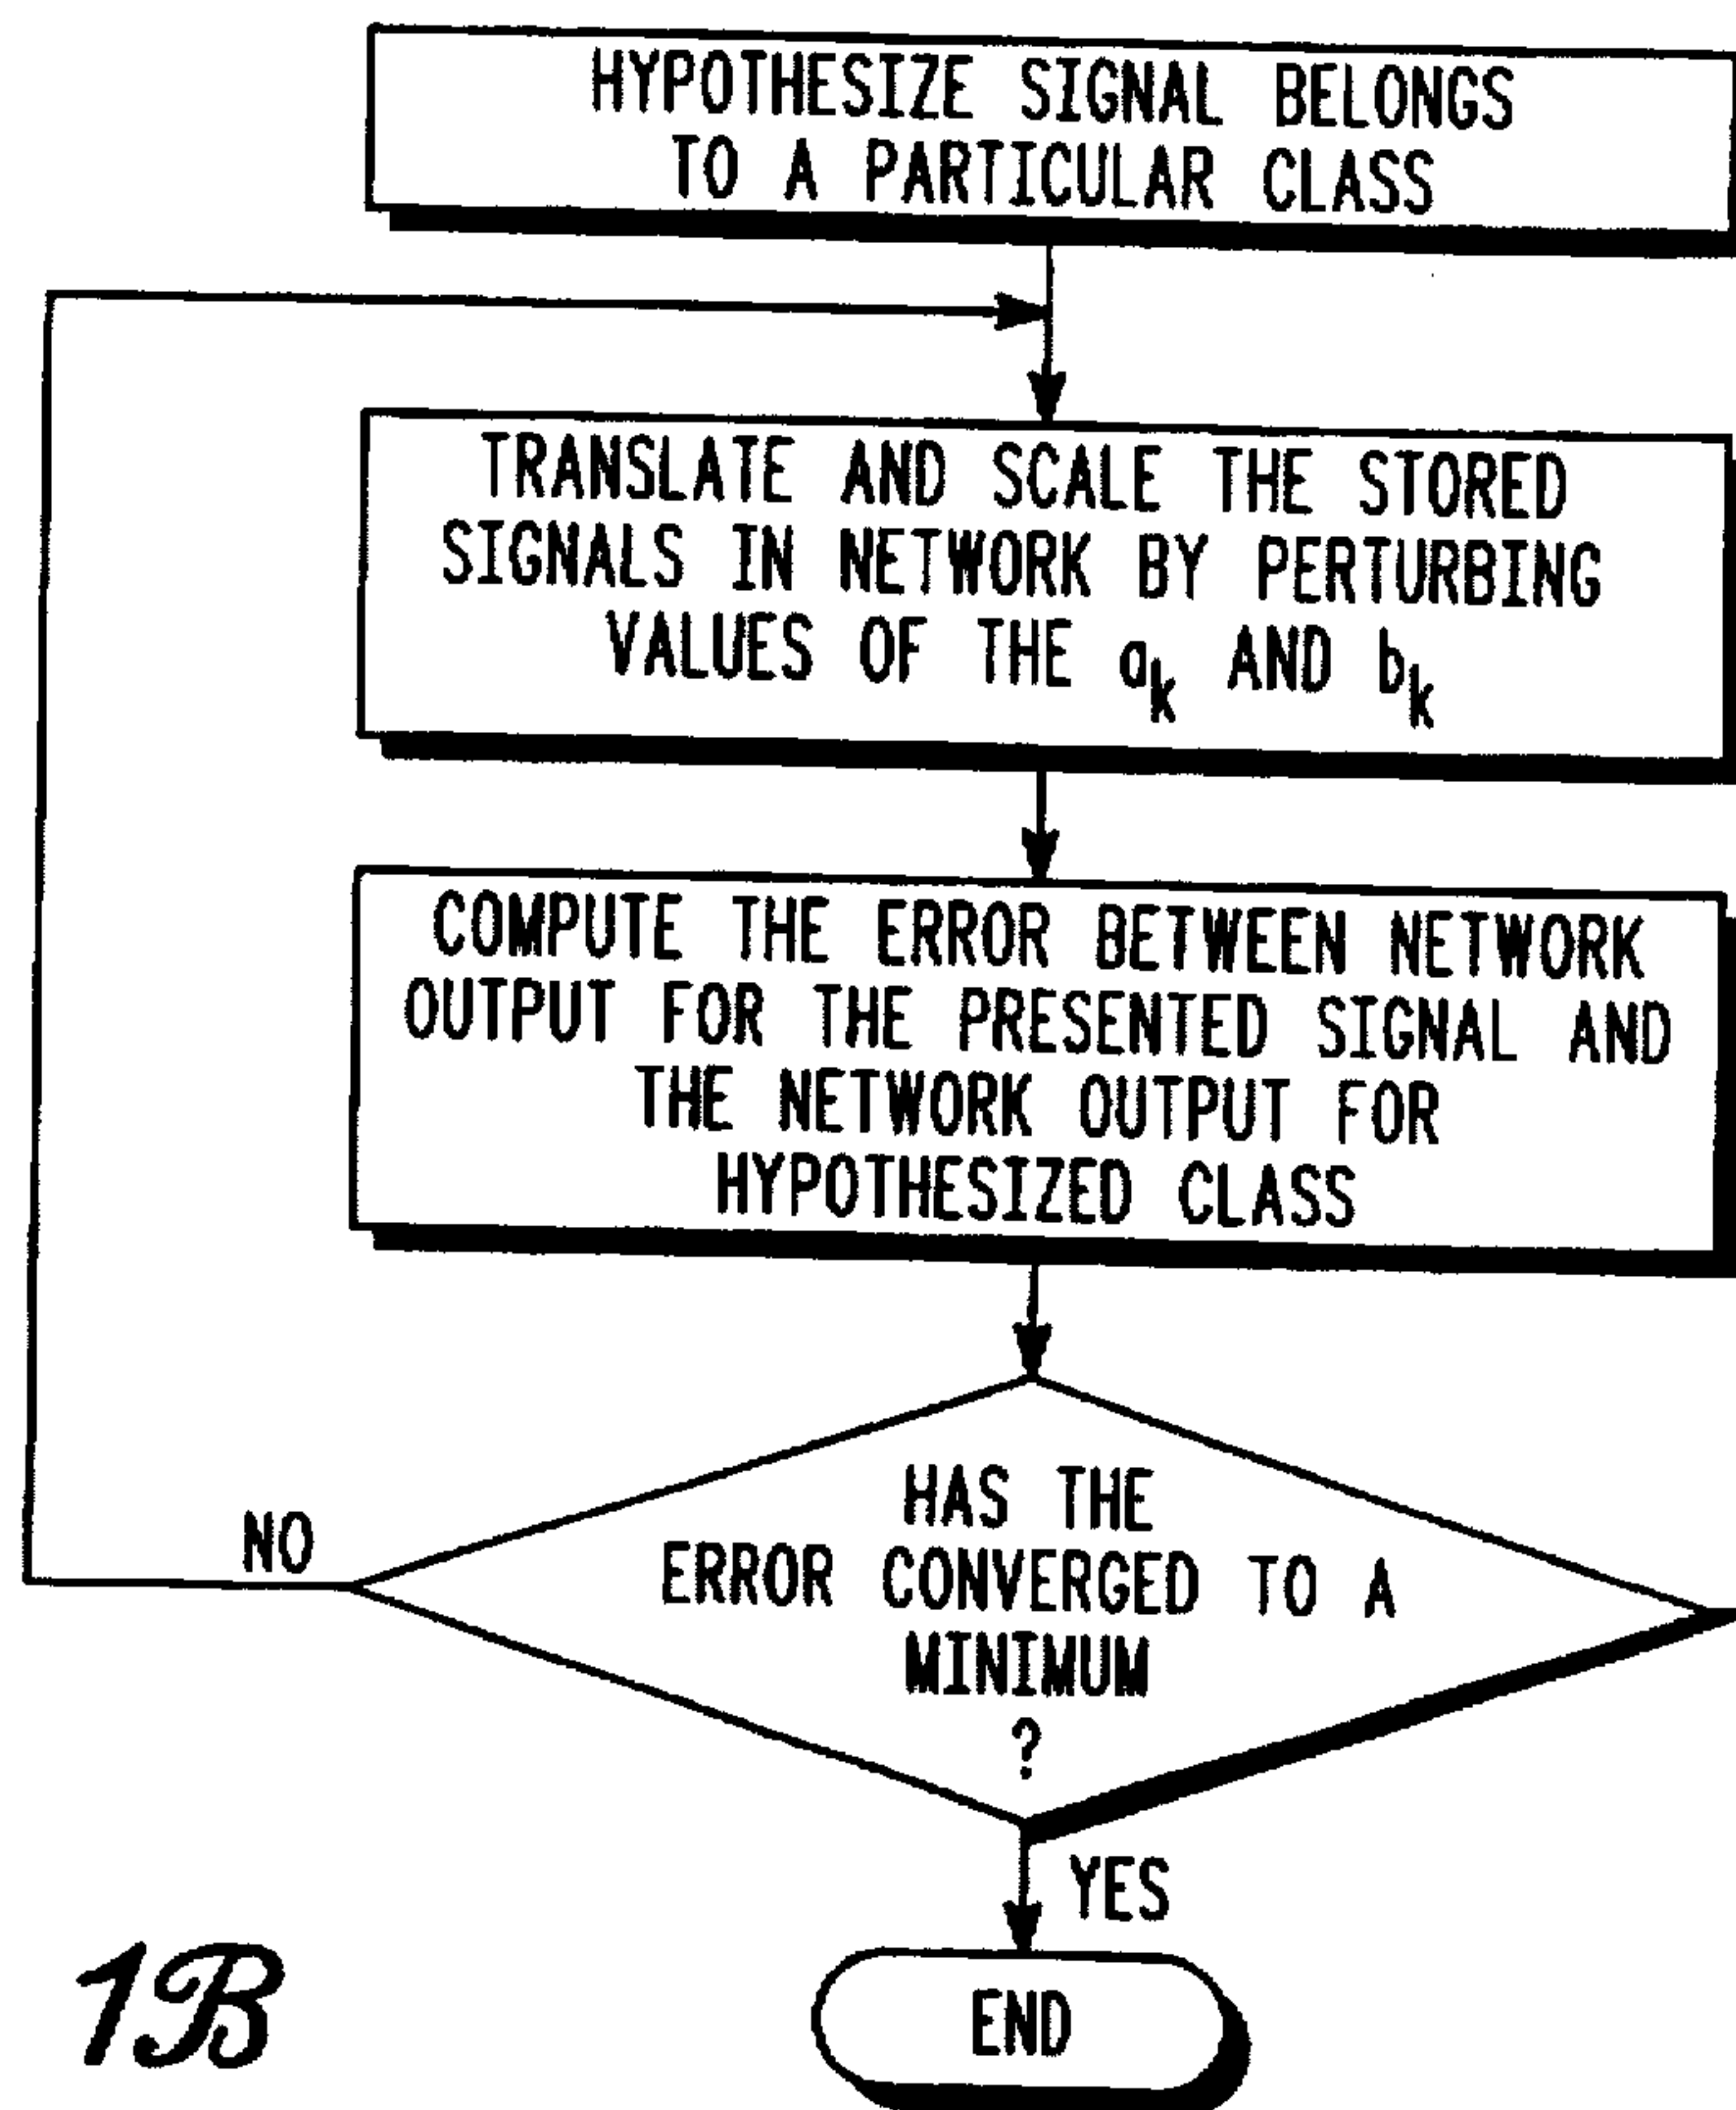 HYPOTHESIZE SIGNAL BELONGS
TO A PARTICULAR CLASS
TRANSLATE AND SCALE THE STORED
SIGNALS IN NETWORK BY PERTURBING
VALUES OF THE ak AND bk
COMPUTE THE ERROR BETWEEN NETWORK
OUTPUT FOR THE PRESENTED SIGNAL AND
THE NETWORK OUTPUT FOR
HYPOTHESIZED CLASS
HAS THE
ERROR CONVERGED TO A
MINIMUM
?
NO
YES
END
1B